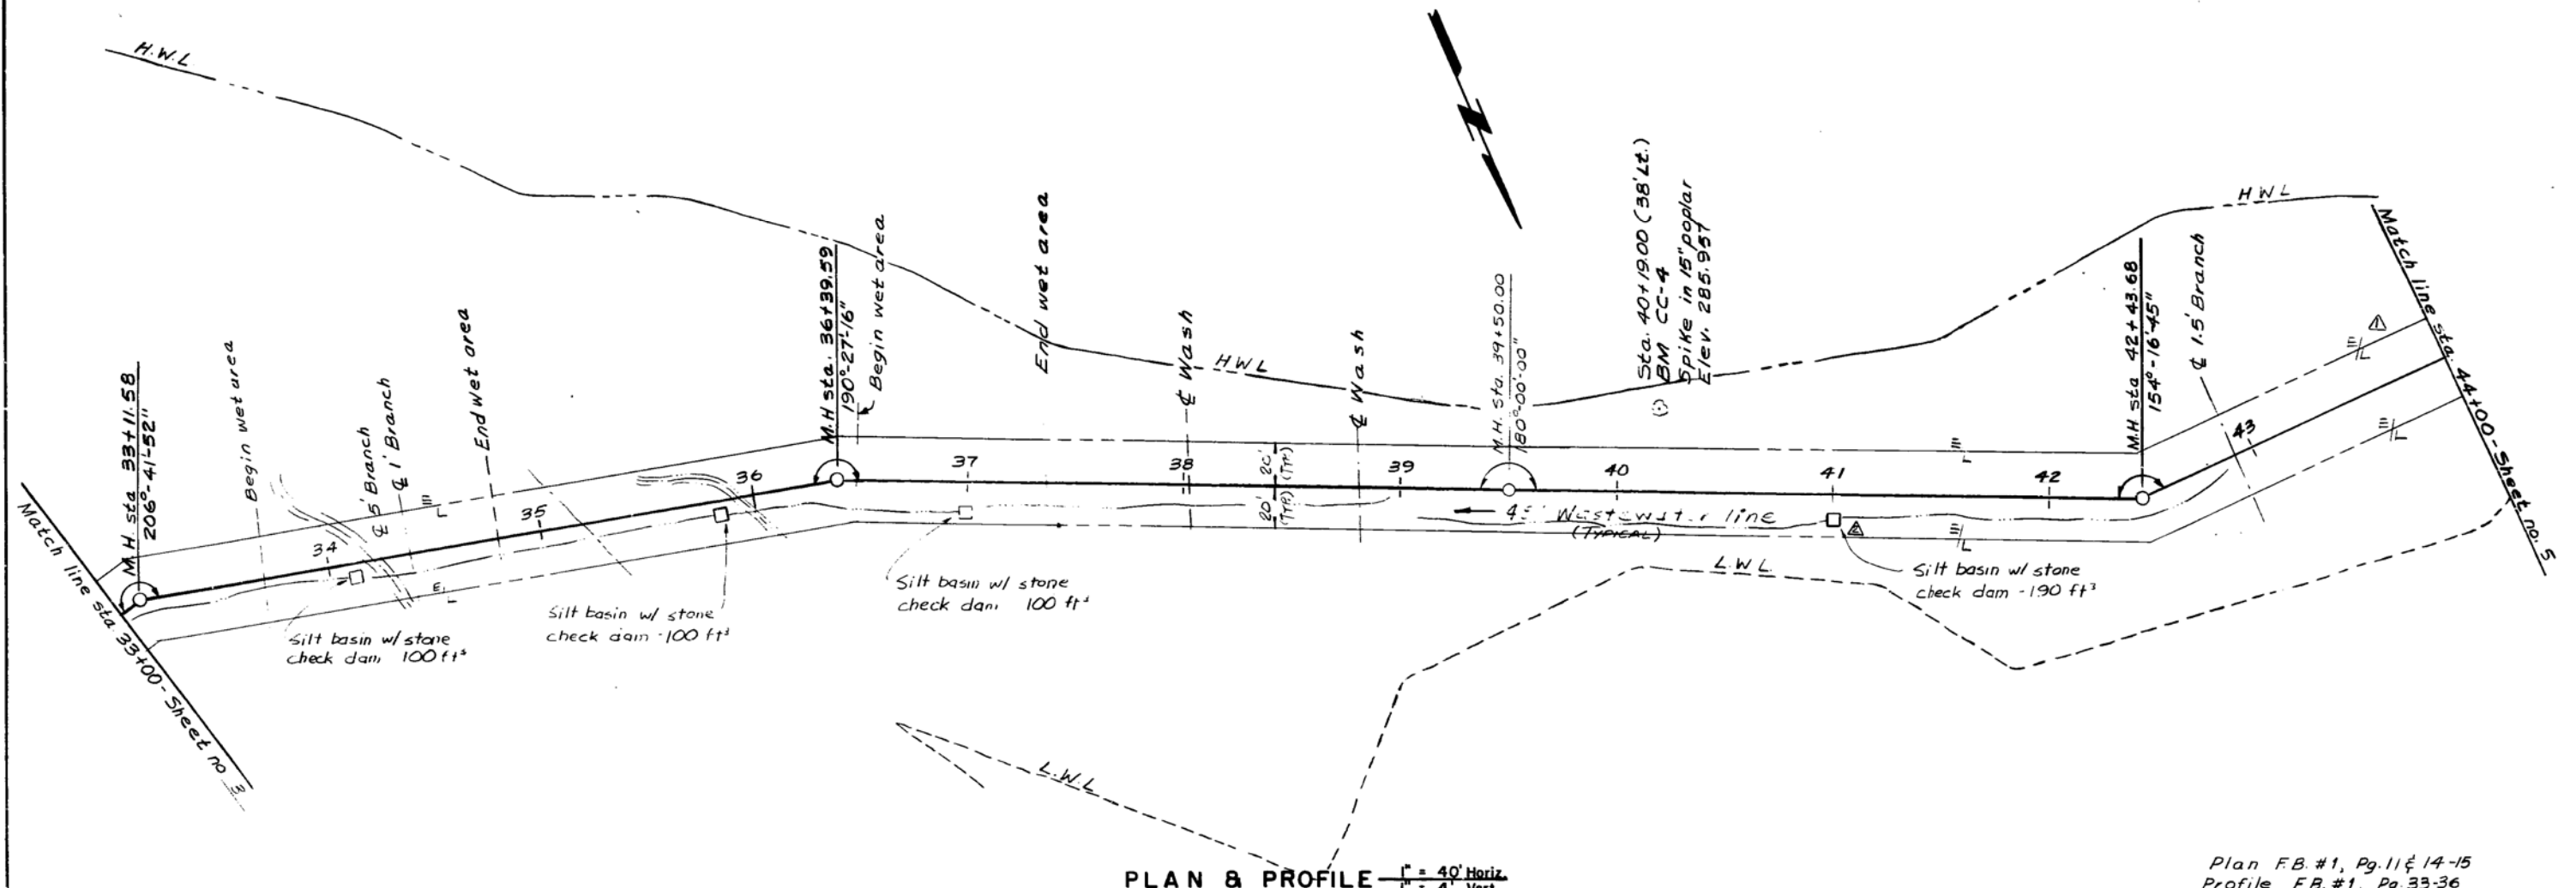 H.W.L
M.H sta 33+11.58
206°-41'-52"
Begin wet area
₵ 5' Branch
₵ 1' Branch
End wet area
M.H sta. 36+39.59
190°-27'-16"
Begin wet area
End wet area
₵ Wash
HWL
₵ Wash
M.H. Sta. 39+50.00
180°-00'-00"
Sta. 40+19.00 (38' Lt.)
BM CC-4
Spike in 15" poplar
Elev. 285.957
M.H sta 42+43.68
154°-16'-45"
₵ 1.5' Branch
HWL
Match line sta. 44+00 - Sheet no. 5
Match line sta 33+00 - Sheet no 3
34
35
36
37
38
39
40
41
42
43
E/L
E/L
E/L
E/L
E/L
E/L
20' (TYP.)
20' (TYP.)
Wastewater line
(TYPICAL)
1
2
Silt basin w/ stone
check dam 100 ft³
Silt basin w/ stone
check dam - 100 ft³
Silt basin w/ stone
check dam 100 ft³
Silt basin w/ stone
check dam - 190 ft³
L.W.L
L.W.L
PLAN & PROFILE
1" = 40' Horiz.
1" = 4' Vert.
Plan F.B. #1, Pg. 11 & 14-15
Profile F.B. #1, Pg. 33-36